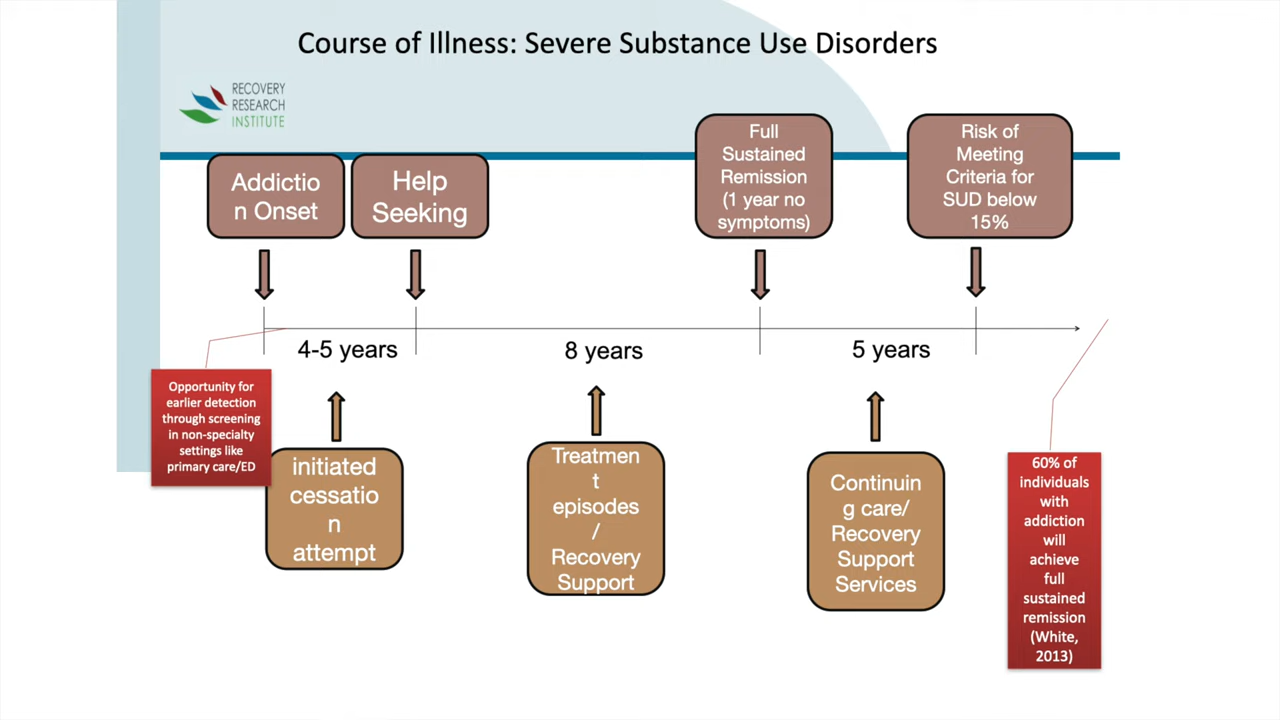 Course of Illness: Severe Substance Use Disorders
RECOVERY
RESEARCH
INSTITUTE
Addictio
n Onset
Help
Seeking
Full
Sustained
Remission
(1 year no
symptoms)
Risk of
Meeting
Criteria for
SUD below
15%
4-5 years
8 years
5 years
Opportunity for
earlier detection
through screening
in non-specialty
settings like
primary care/ED
initiated
cessatio
n
attempt
Treatmen
t
episodes
/
Recovery
Support
Continuin
g care/
Recovery
Support
Services
60% of
individuals
with
addiction
will
achieve
full
sustained
remission
(White,
2013)